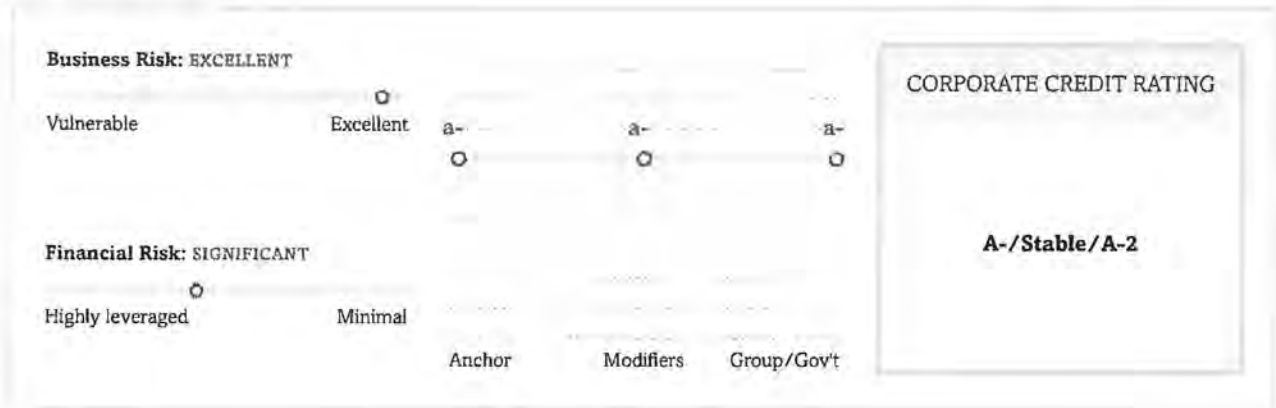 Business Risk: EXCELLENT
Vulnerable Excellent
a- a- a-
Financial Risk: SIGNIFICANT
Highly leveraged Minimal
Anchor Modifiers Group/Gov't
CORPORATE CREDIT RATING
A-/Stable/A-2